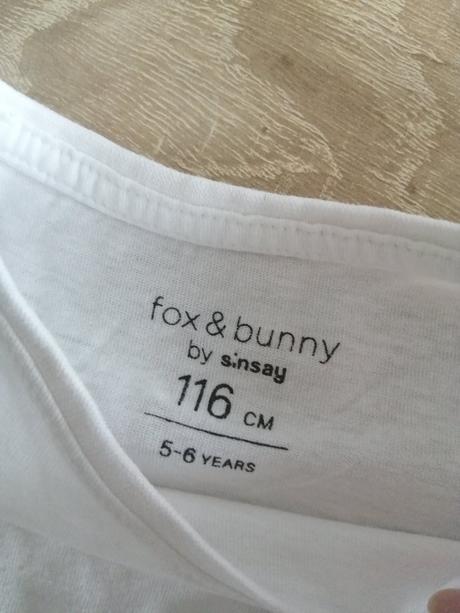 fox & bunny
by sinsay
116 CM
5-6 YEARS